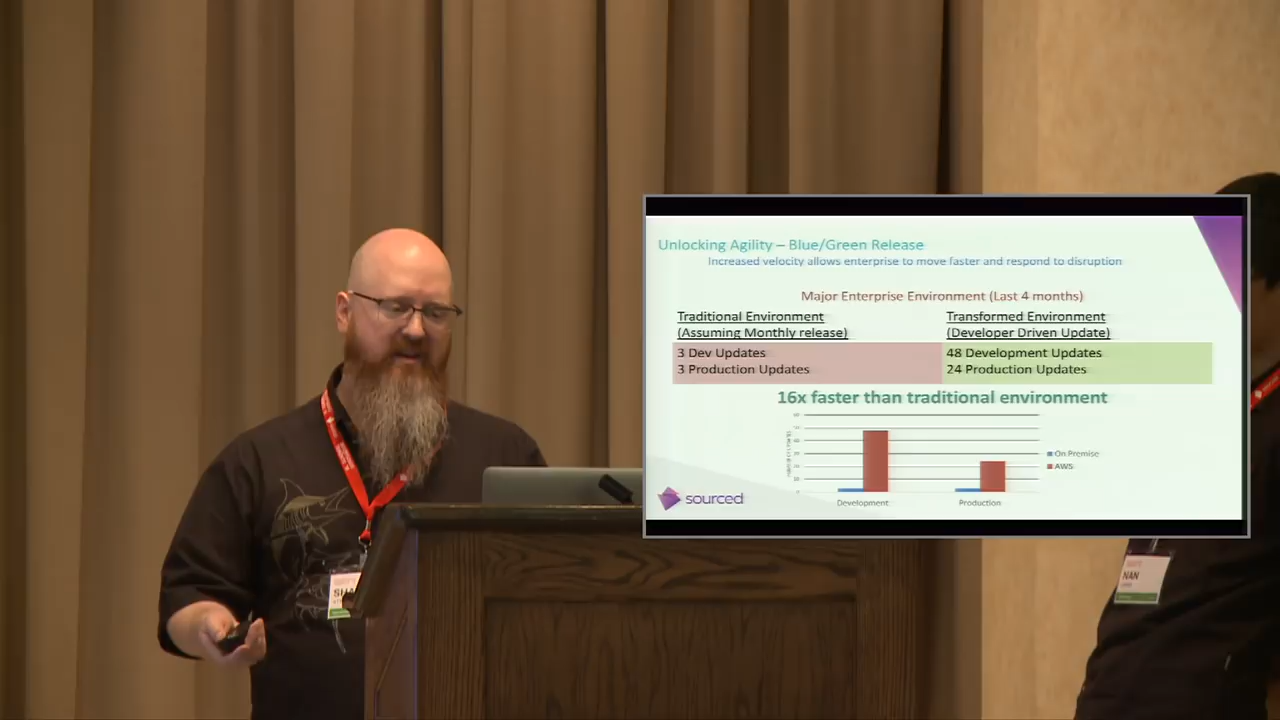 Unlocking Agility – Blue/Green Release
Increased velocity allows enterprise to move faster and respond to disruption
Major Enterprise Environment (Last 4 months)
Traditional Environment
(Assuming Monthly release)
Transformed Environment
(Developer Driven Update)
3 Dev Updates
3 Production Updates
48 Development Updates
24 Production Updates
16x faster than traditional environment
On Premise
AWS
Development
Production
sourced
NAN